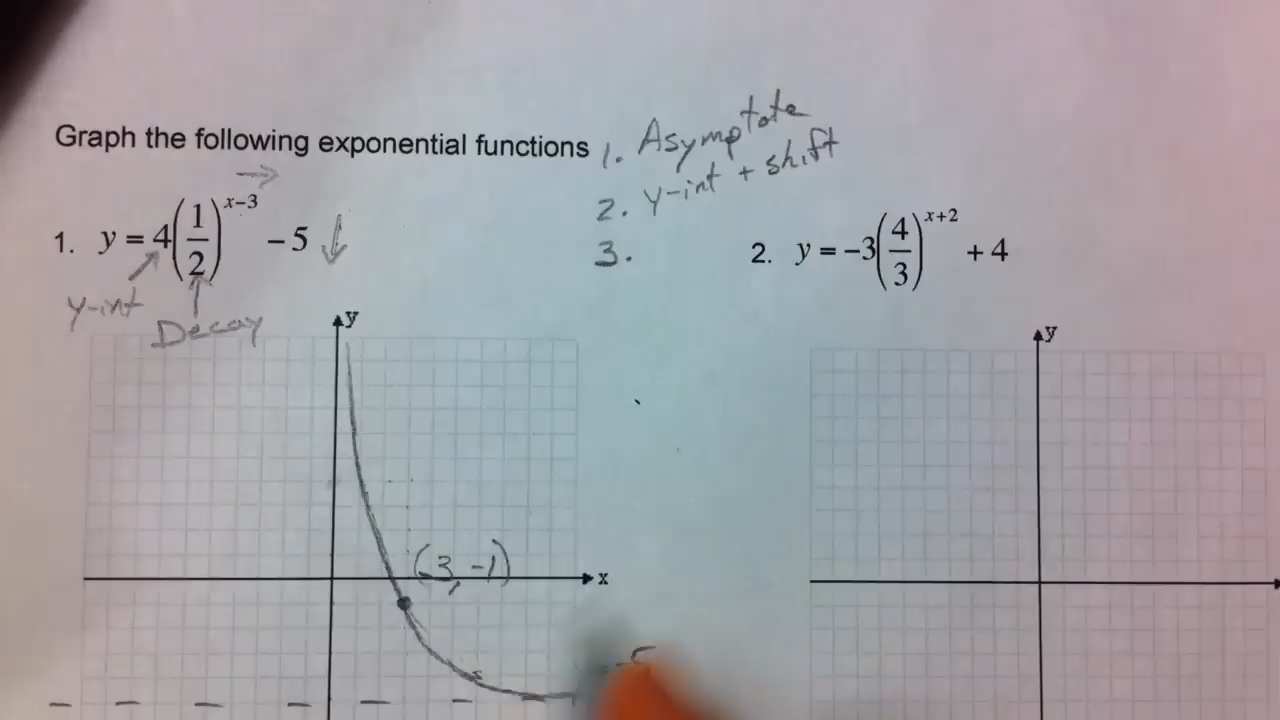 Graph the following exponential functions
1. Asymptote
2. y-int + shift
3.
1. y = 4(1/2)^(x-3) - 5 ↓
→
y-int
Decay
2. y = -3(4/3)^(x+2) + 4
y
(3, -1)
x
-5
y